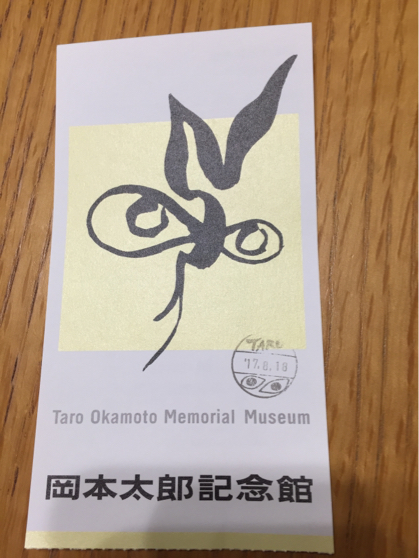 TARO
'17.8.18
Taro Okamoto Memorial Museum
岡本太郎記念館